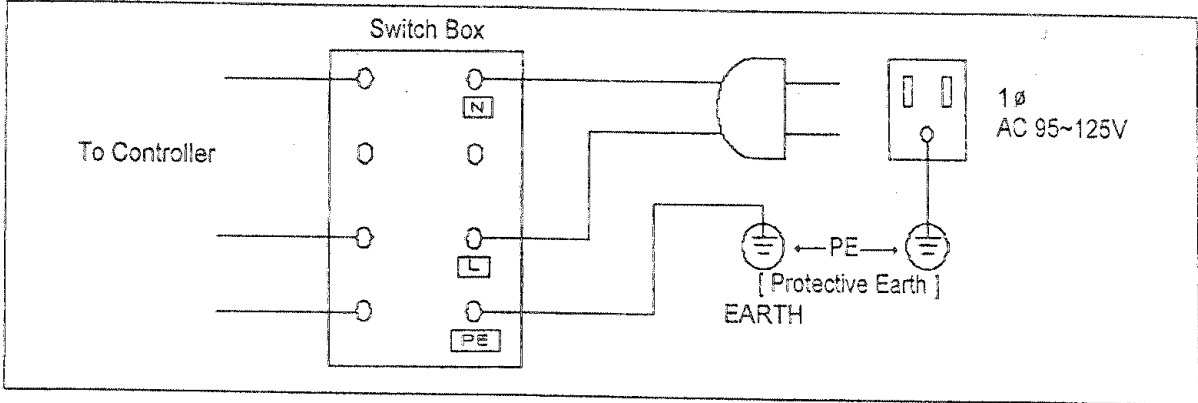 Switch Box
N
1ø
AC 95~125V
To Controller
L
PE
[ Protective Earth ]
EARTH
PE